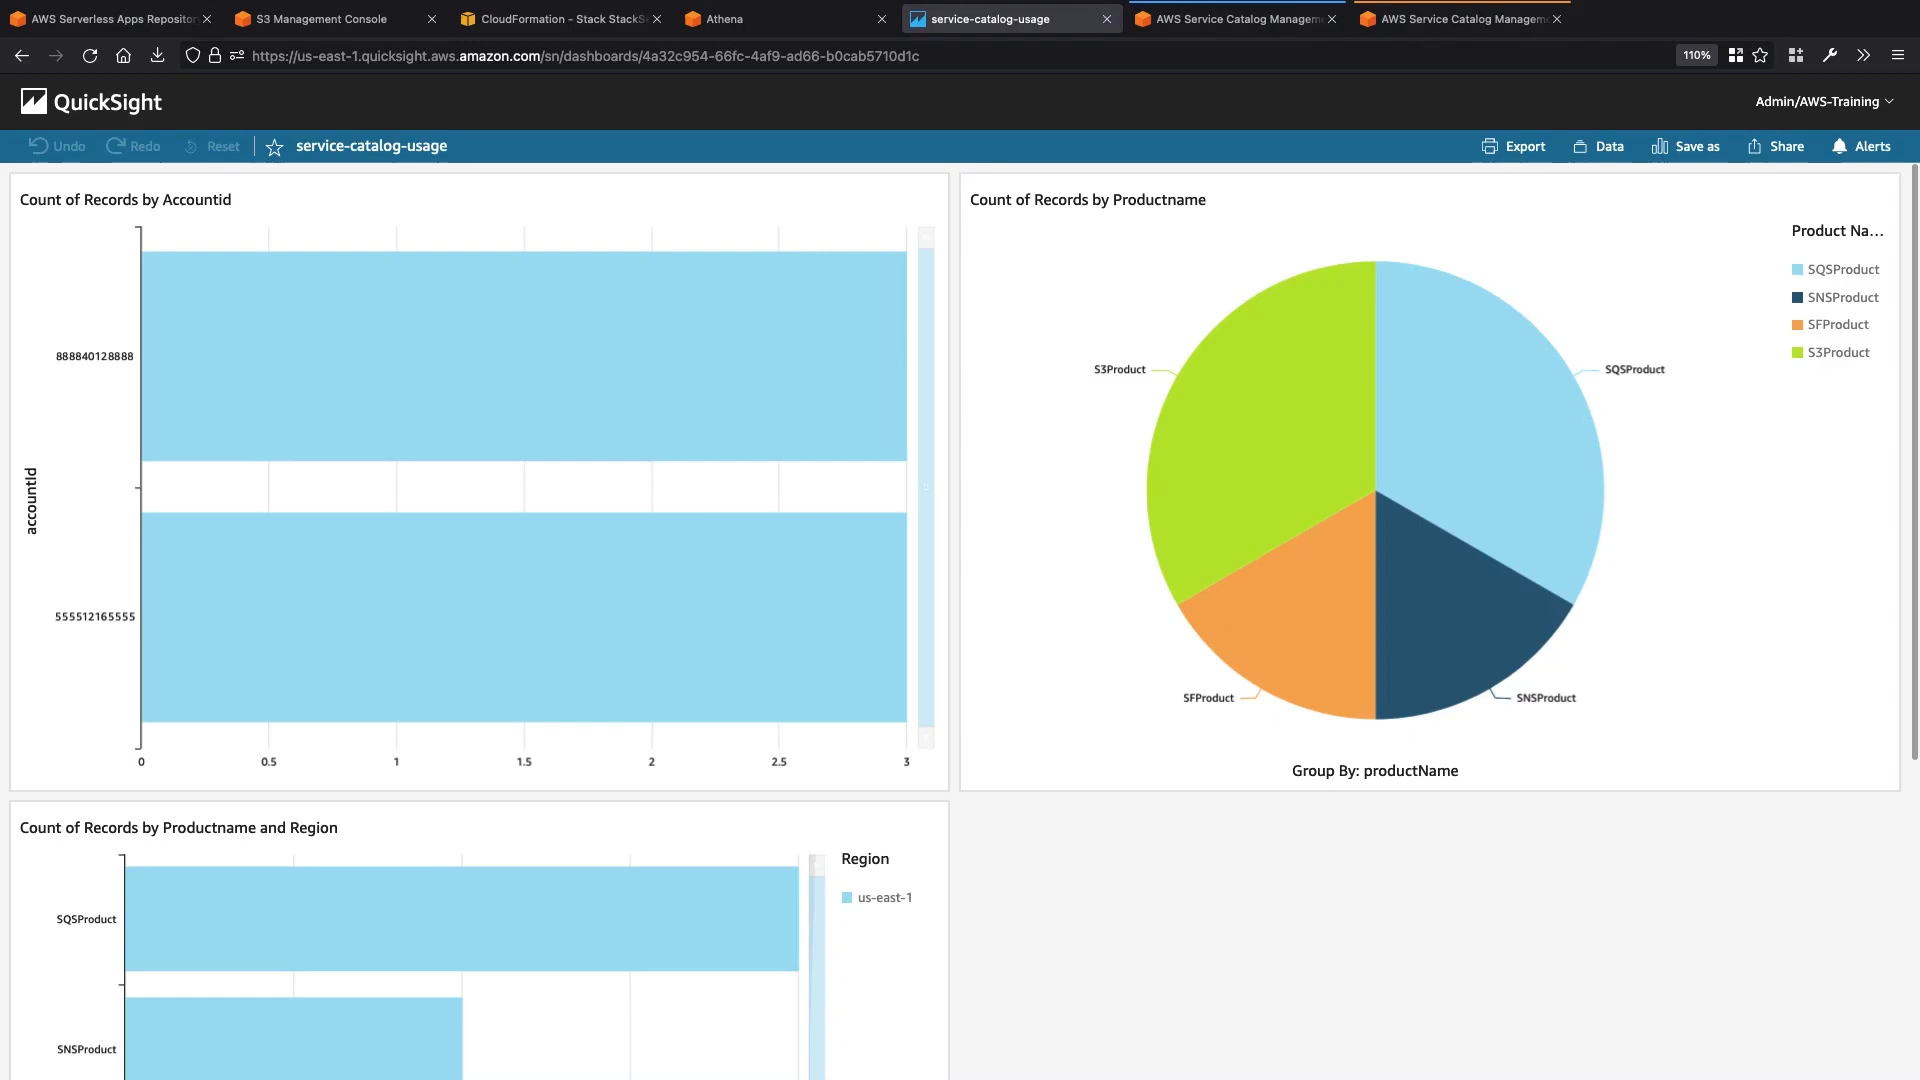 AWS Serverless Apps Repositor
S3 Management Console
CloudFormation - Stack StackSe
Athena
service-catalog-usage
AWS Service Catalog Managem
AWS Service Catalog Managem
https://us-east-1.quicksight.aws.amazon.com/sn/dashboards/4a32c954-66fc-4af9-ad66-b0cab5710d1c
110%
QuickSight
Admin/AWS-Training
Undo
Redo
Reset
service-catalog-usage
Export
Data
Save as
Share
Alerts
Count of Records by Accountid
accountId
888840128888
555512165555
0
0.5
1
1.5
2
2.5
3
Count of Records by Productname
Product Na...
SQSProduct
SNSProduct
SFProduct
S3Product
S3Product
SQSProduct
SFProduct
SNSProduct
Group By: productName
Count of Records by Productname and Region
SQSProduct
SNSProduct
Region
us-east-1